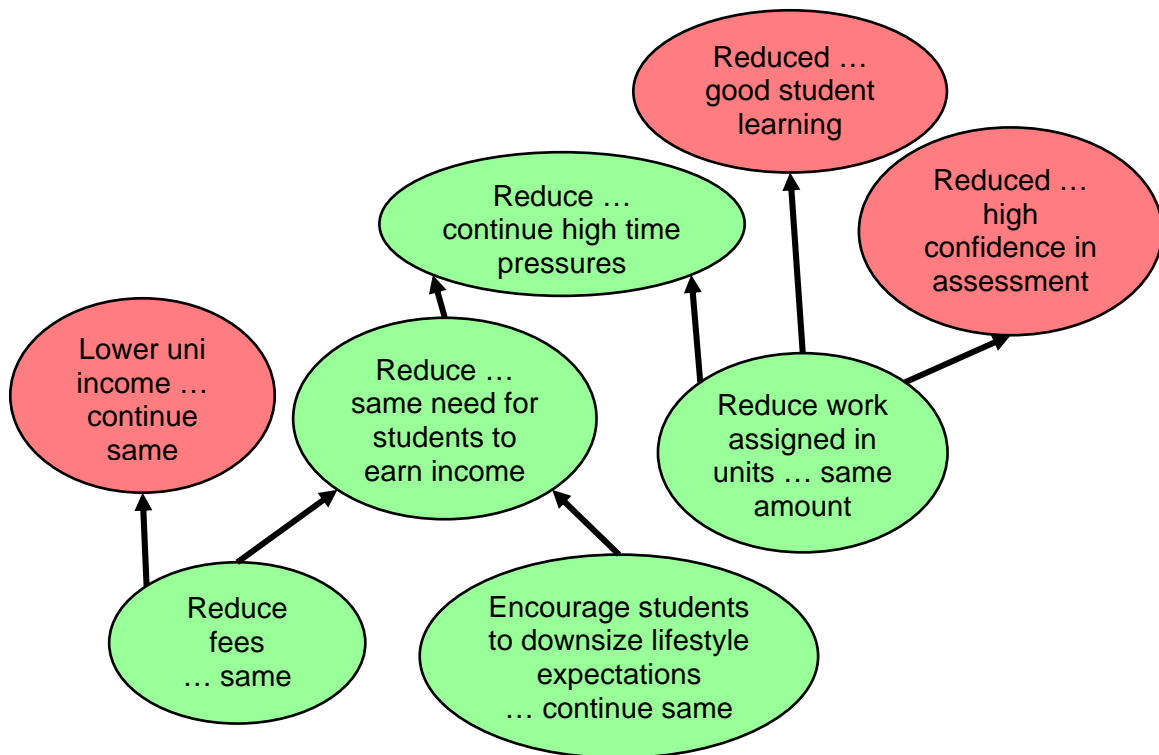 Reduced …
good student
learning
Reduced …
high
confidence in
assessment
Reduce …
continue high time
pressures
Lower uni
income …
continue
same
Reduce …
same need for
students to
earn income
Reduce work
assigned in
units … same
amount
Reduce
fees
… same
Encourage students
to downsize lifestyle
expectations
… continue same